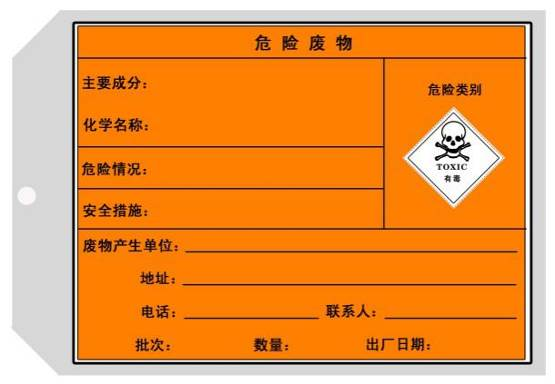 危险废物
主要成分：
化学名称：
危险情况：
安全措施：
危险类别
TOXIC
有毒
废物产生单位：
地址：
电话： 联系人：
批次： 数量： 出厂日期：